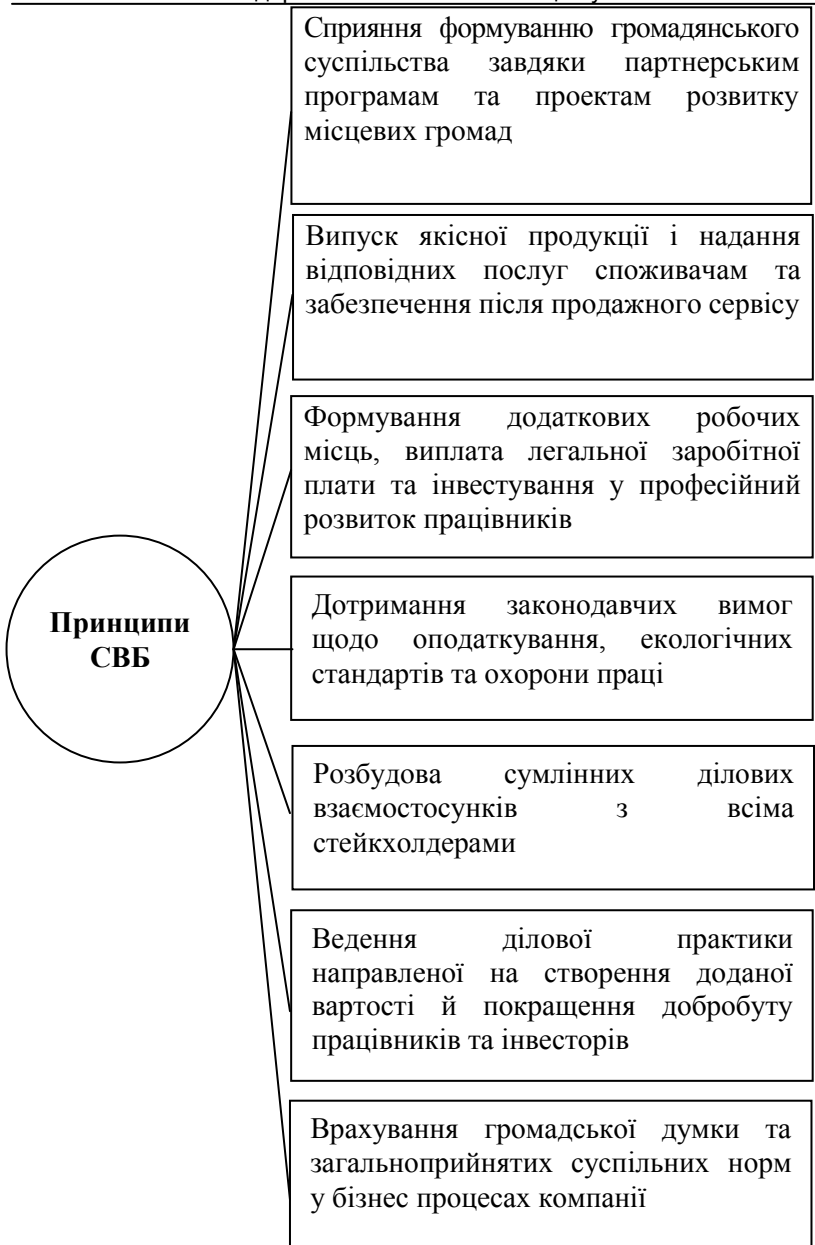 Сприяння формуванню громадянського
суспільства завдяки партнерським
програмам та проектам розвитку
місцевих громад
Випуск якісної продукції і надання
відповідних послуг споживачам та
забезпечення після продажного сервісу
Формування додаткових робочих
місць, виплата легальної заробітної
плати та інвестування у професійний
розвиток працівників
Принципи
СВБ
Дотримання законодавчих вимог
щодо оподаткування, екологічних
стандартів та охорони праці
Розбудова сумлінних ділових
взаємостосунків з всіма
стейкхолдерами
Ведення ділової практики
направленої на створення доданої
вартості й покращення добробуту
працівників та інвесторів
Врахування громадської думки та
загальноприйнятих суспільних норм
у бізнес процесах компанії